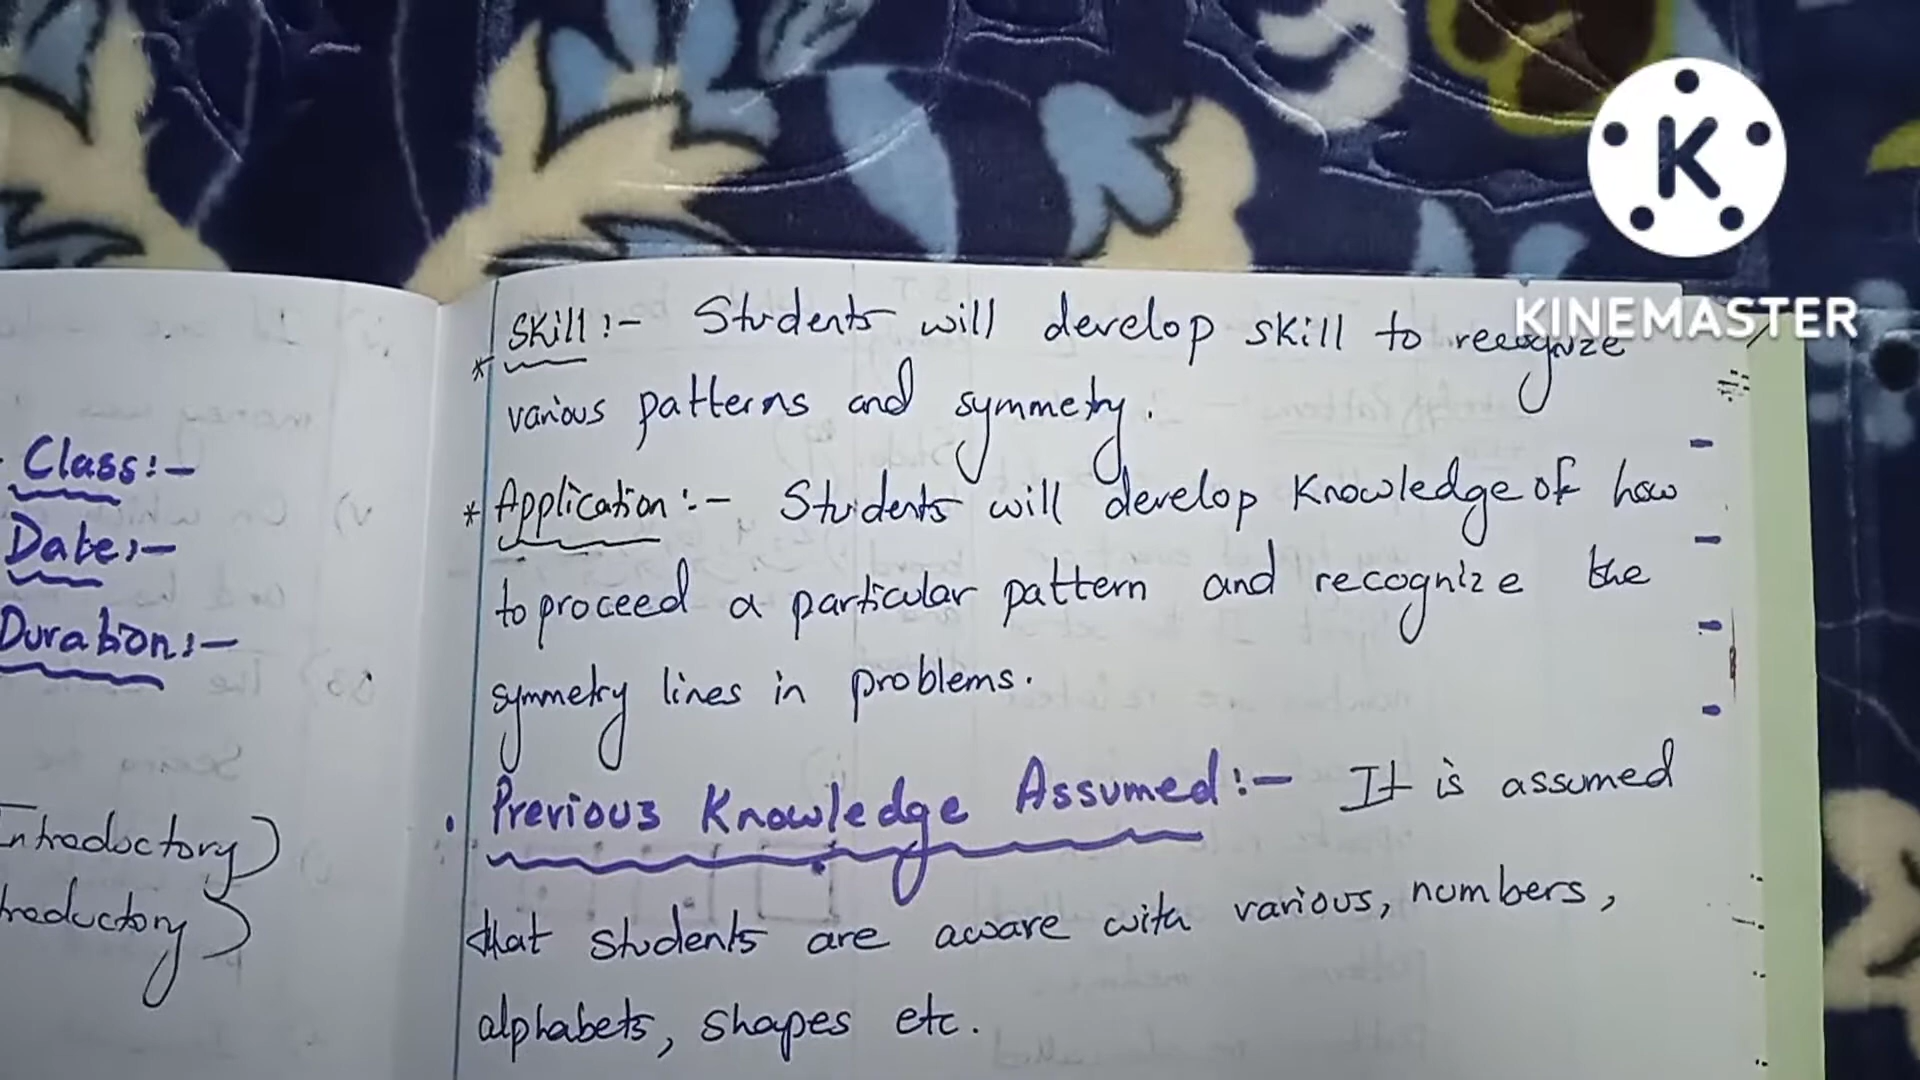 Class:-
Date:-
Duration:-
Introductory)
troductory)
* Skill :- Students will develop skill to recognize
various patterns and symmetry.
* Application :- Students will develop Knowledge of how
to proceed a particular pattern and recognize the
symmetry lines in problems.
. Previous Knowledge Assumed:- It is assumed
that students are aware with various, numbers,
alphabets, shapes etc.
K
KINEMASTER